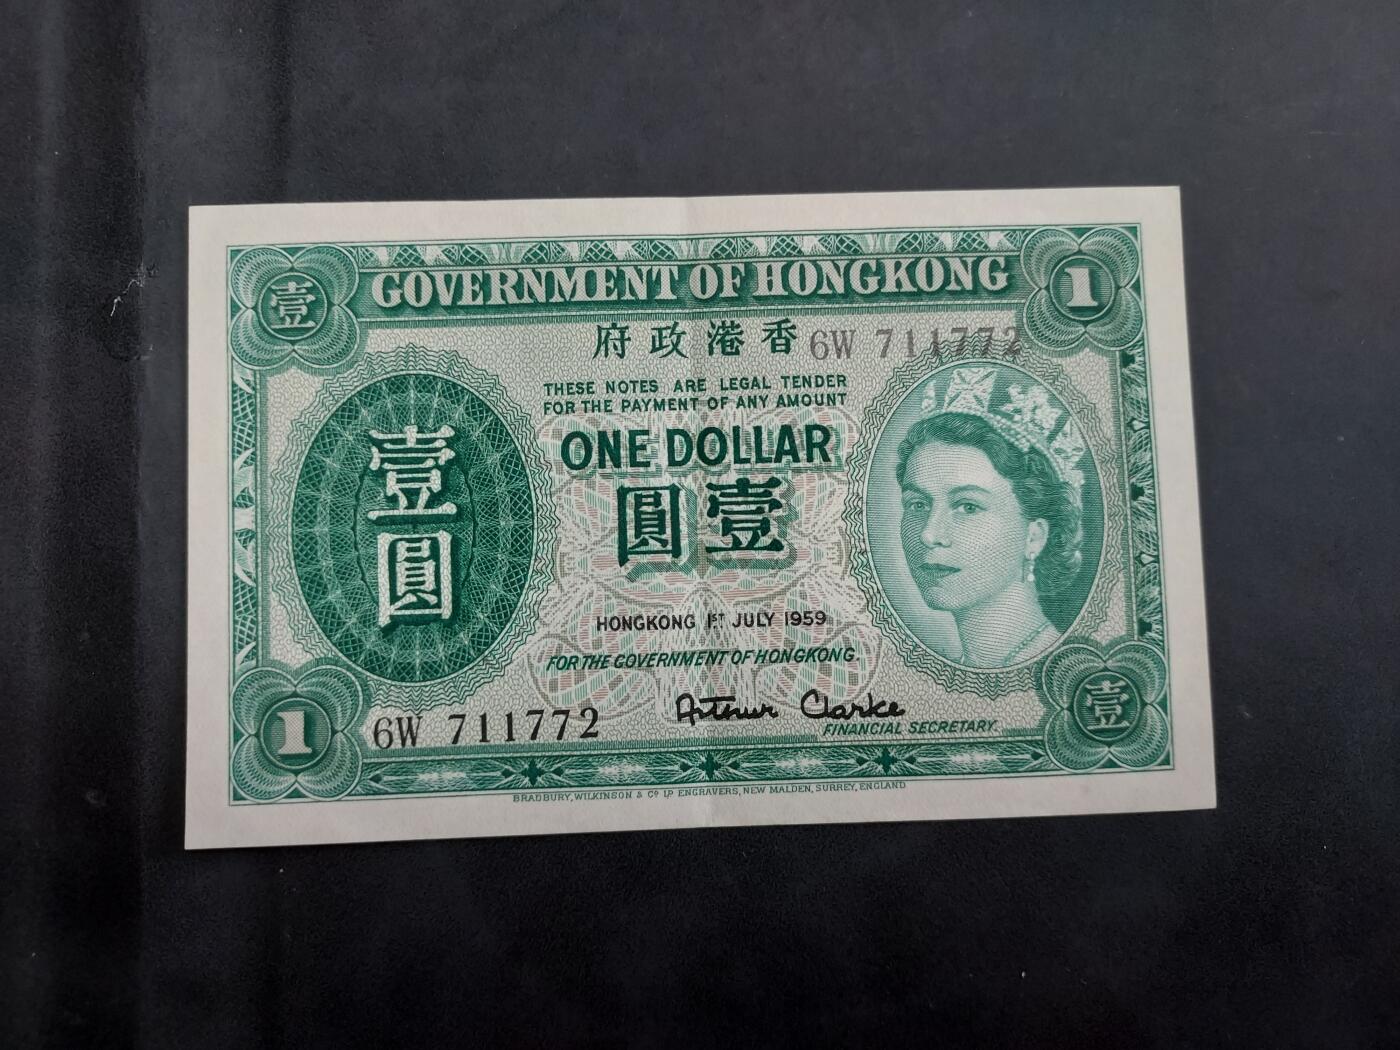 GOVERNMENT OF HONGKONG
壹
1
府政港香
6W 711772
THESE NOTES ARE LEGAL TENDER
FOR THE PAYMENT OF ANY AMOUNT
ONE DOLLAR
圓壹
壹圓
HONGKONG 1ST JULY 1959
FOR THE GOVERNMENT OF HONGKONG.
Arthur Clarke
FINANCIAL SECRETARY.
1
6W 711772
壹
BRADBURY, WILKINSON & Co LD ENGRAVERS, NEW MALDEN, SURREY, ENGLAND